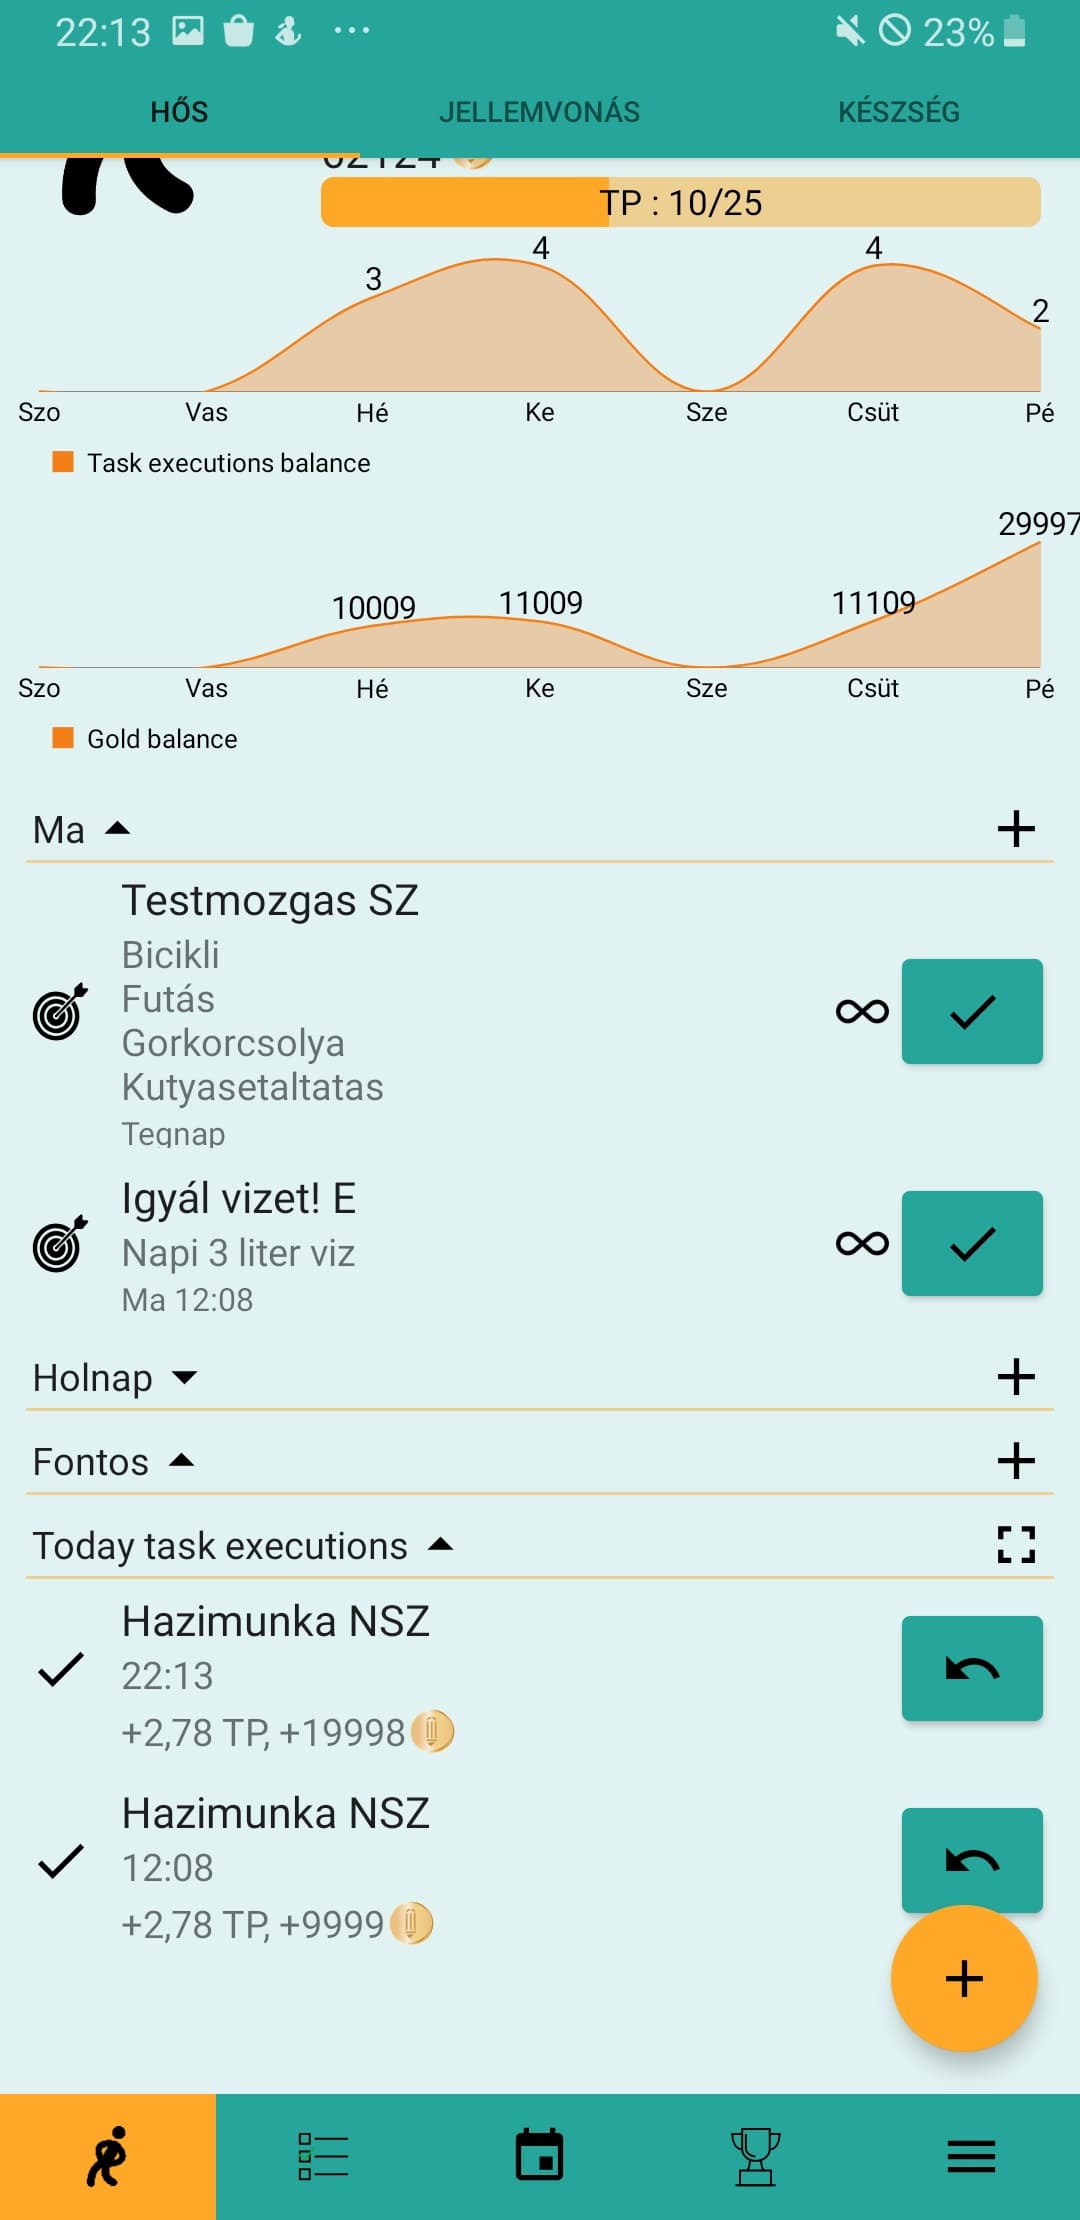 22:13
23%
HŐS
JELLEMVONÁS
KÉSZSÉG
TP : 10/25
3
4
4
2
Szo Vas Hé Ke Sze Csüt Pé
Task executions balance
29997
10009
11009
11109
Szo Vas Hé Ke Sze Csüt Pé
Gold balance
Ma
Testmozgas SZ
Bicikli
Futás
Gorkorcsolya
Kutyasetaltatas
Tegnap
Igyál vizet! E
Napi 3 liter viz
Ma 12:08
Holnap
Fontos
Today task executions
Hazimunka NSZ
22:13
+2,78 TP, +19998
Hazimunka NSZ
12:08
+2,78 TP, +9999